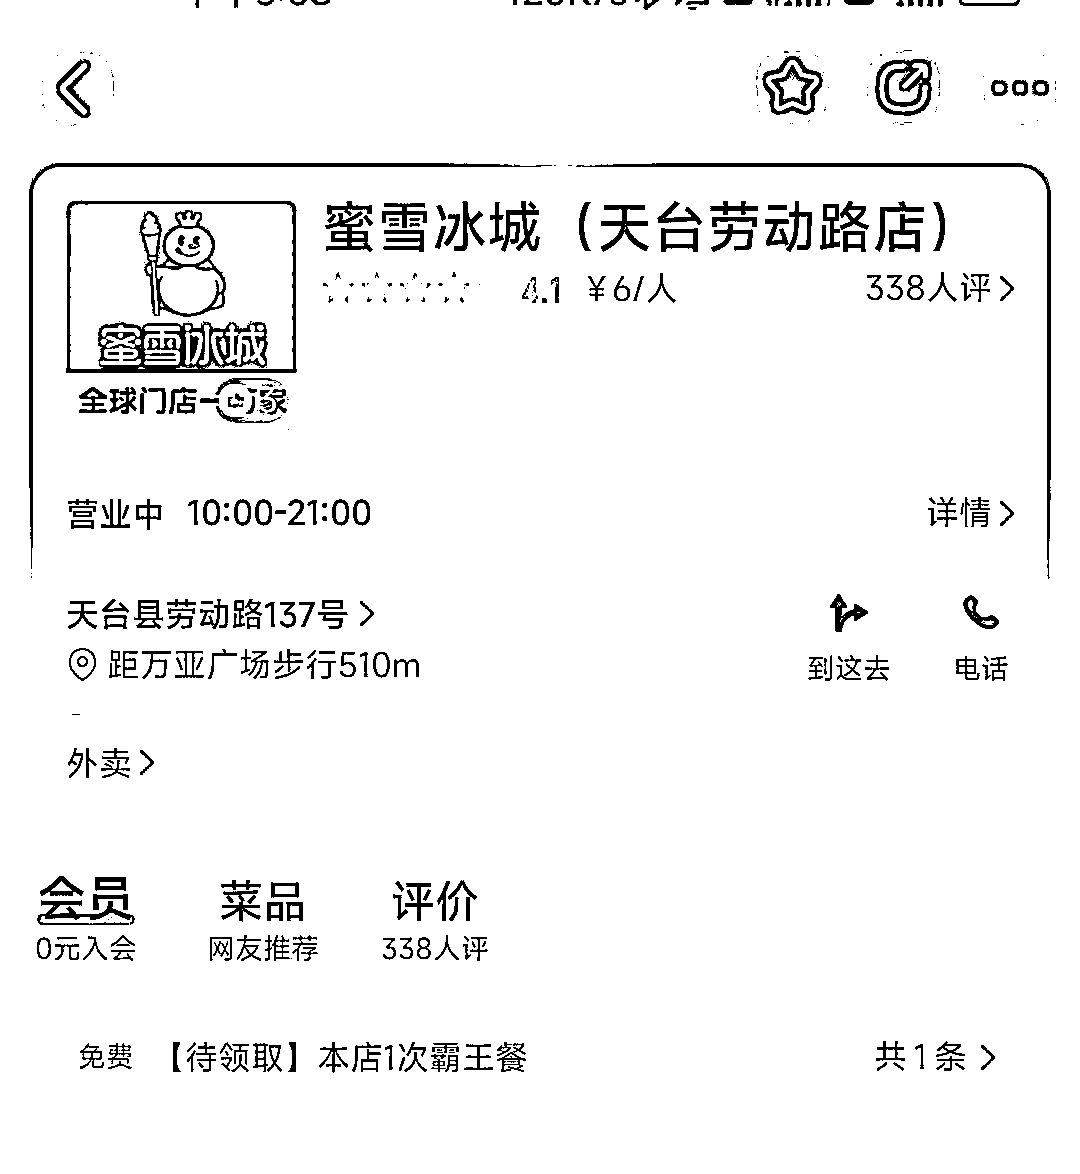 蜜雪冰城（天台劳动路店）
4.1 ￥6/人 338人评
蜜雪冰城
全球门店一万家
营业中 10:00-21:00 详情
天台县劳动路137号
距万亚广场步行510m
到这去 电话
外卖
会员 菜品 评价
0元入会 网友推荐 338人评
免费 【待领取】本店1次霸王餐 共1条